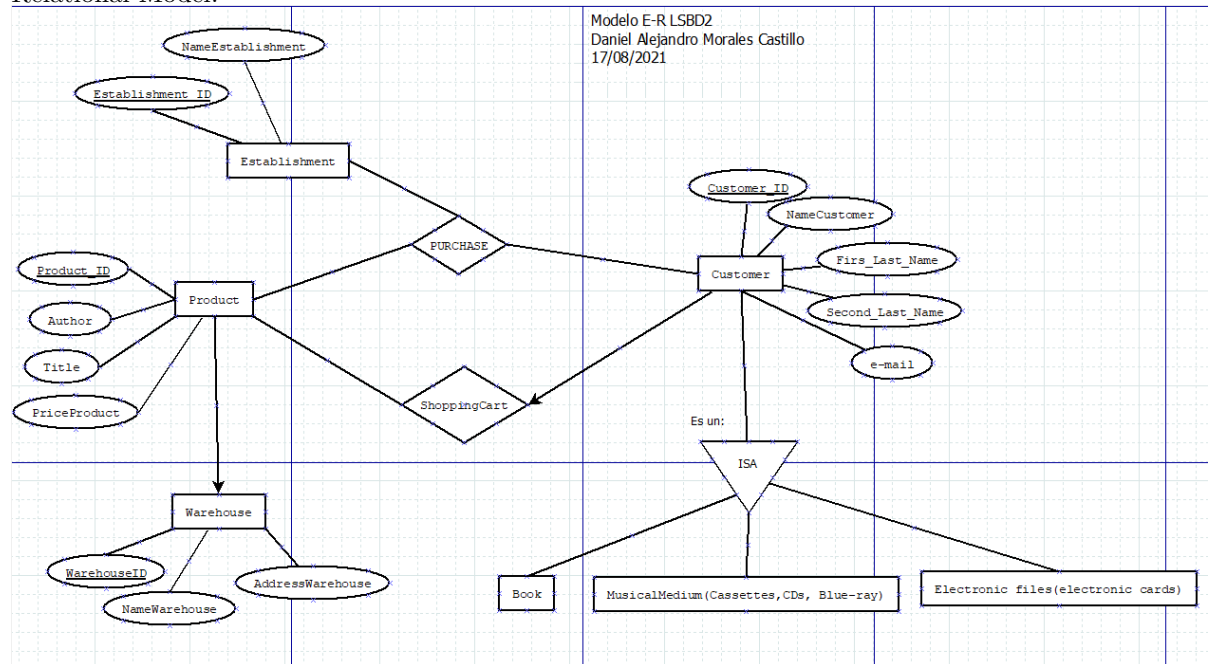 Relational Model.
Modelo E-R LSBD2
Daniel Alejandro Morales Castillo
17/08/2021
NameEstablishment
Establishment_ID
Establishment
Customer_ID
NameCustomer
PURCHASE
Firs_Last_Name
Customer
Product_ID
Product
Second_Last_Name
Author
Title
e-mail
PriceProduct
ShoppingCart
Es un:
ISA
Warehouse
WarehouseID
AddressWarehouse
NameWarehouse
Book
MusicalMedium(Cassettes,CDs, Blue-ray)
Electronic files(electronic cards)